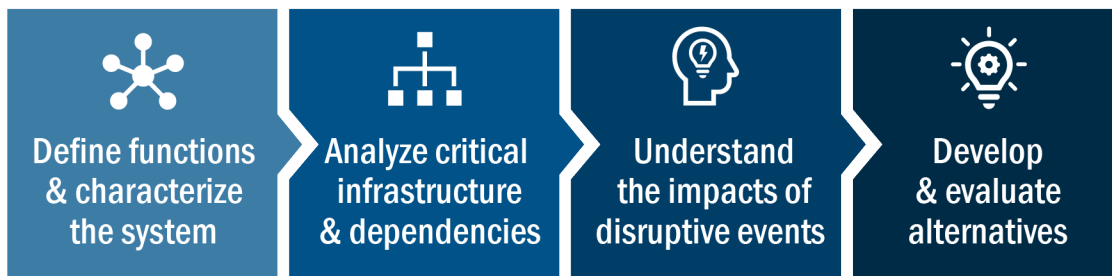 Define functions
& characterize
the system
Analyze critical
infrastructure
& dependencies
Understand
the impacts of
disruptive events
Develop
& evaluate
alternatives